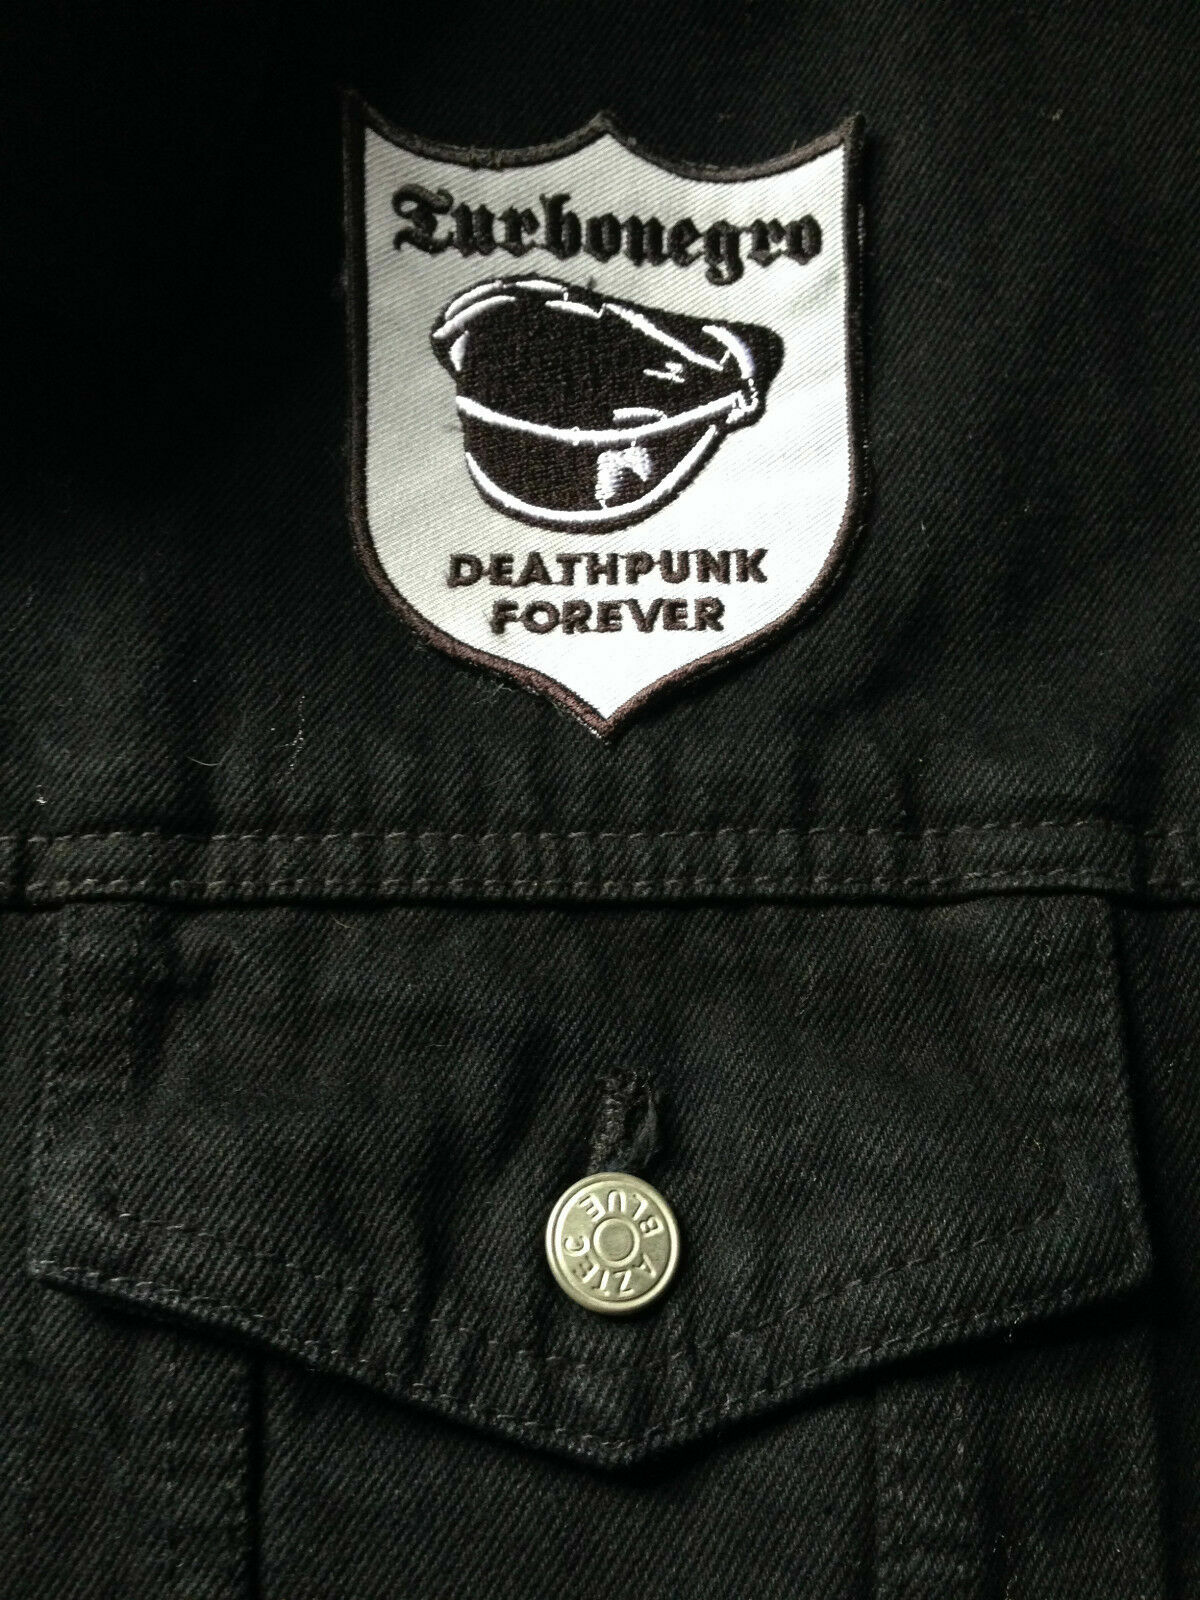 Turbonegro
DEATHPUNK
FOREVER
AZTEC BLUE